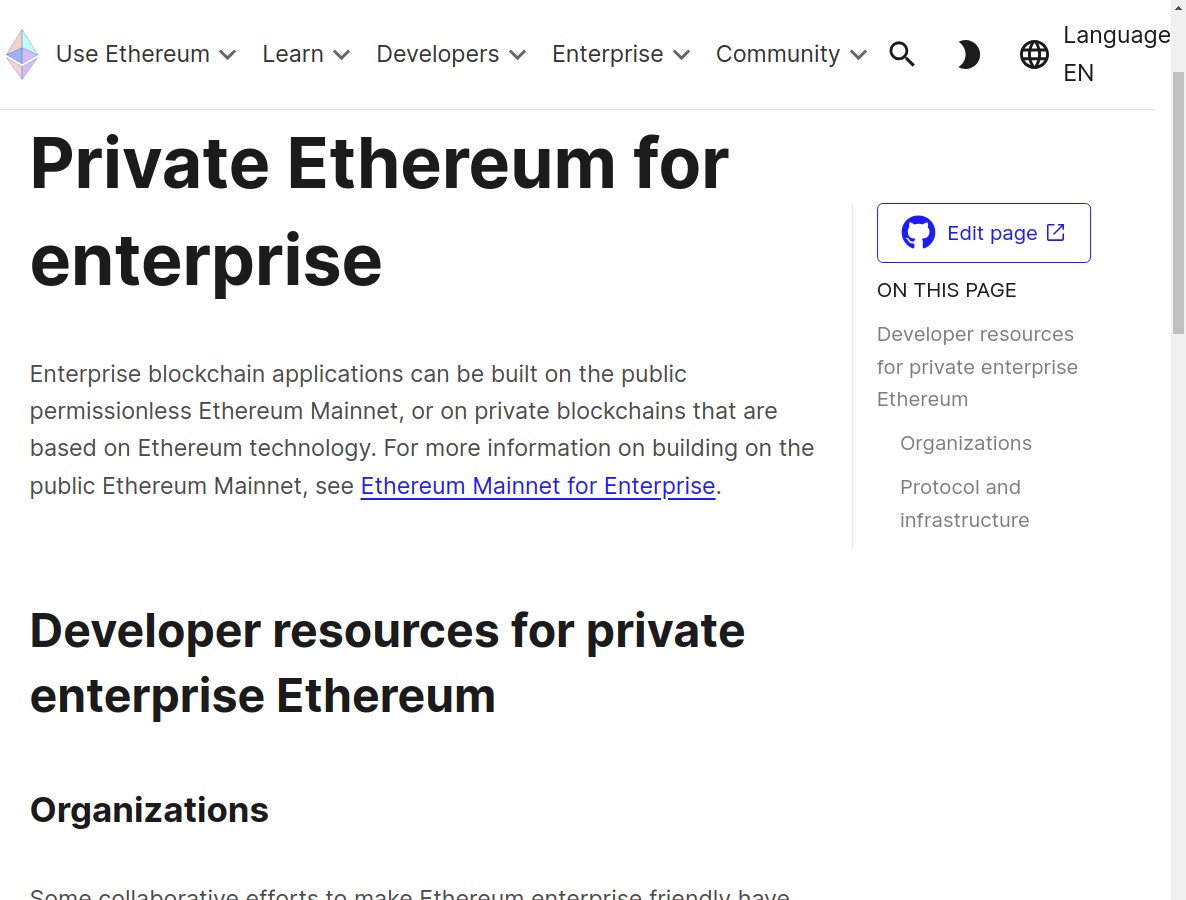 Use Ethereum Learn Developers Enterprise Community Language EN
Private Ethereum for
enterprise
Enterprise blockchain applications can be built on the public
permissionless Ethereum Mainnet, or on private blockchains that are
based on Ethereum technology. For more information on building on the
public Ethereum Mainnet, see Ethereum Mainnet for Enterprise.
Edit page
ON THIS PAGE
Developer resources
for private enterprise
Ethereum
Organizations
Protocol and
infrastructure
Developer resources for private
enterprise Ethereum
Organizations
Some collaborative efforts to make Ethereum enterprise friendly have